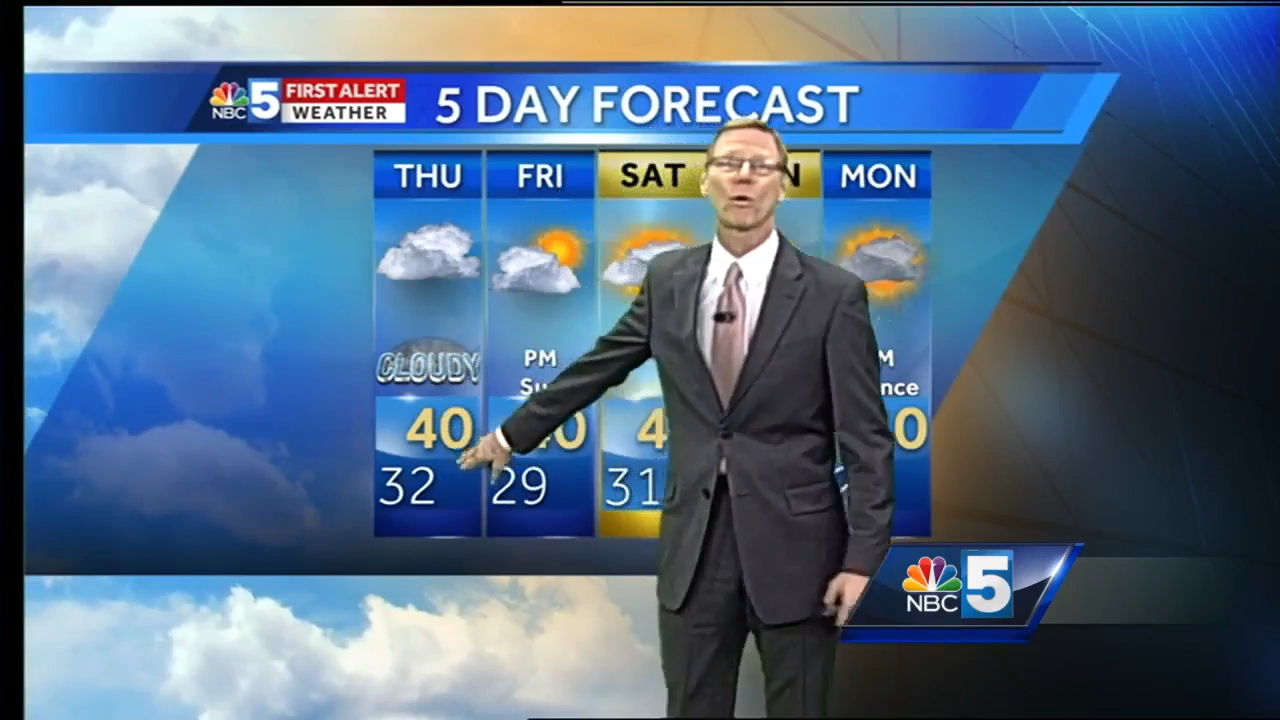 NBC 5 FIRST ALERT WEATHER
5 DAY FORECAST
THU FRI SAT MON
CLOUDY
PM
40 40
32 29 31
NBC 5